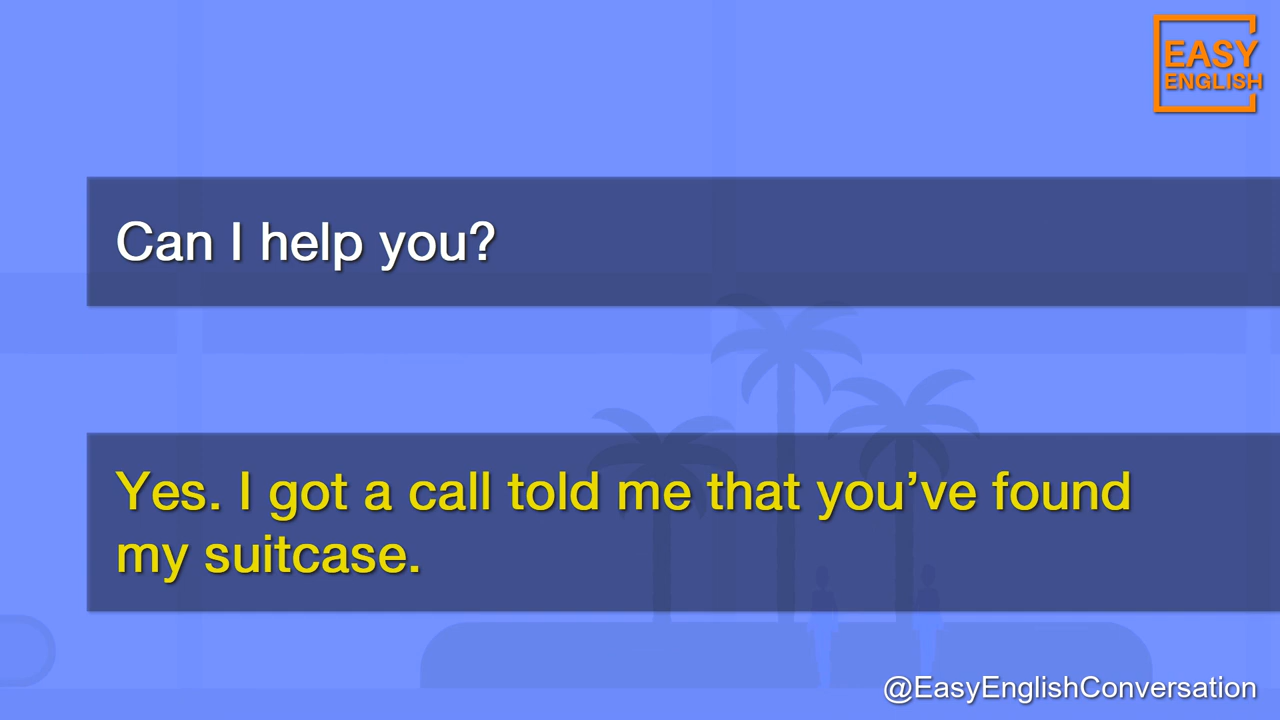 EASY
ENGLISH
Can I help you?
Yes. I got a call told me that you’ve found
my suitcase.
@EasyEnglishConversation